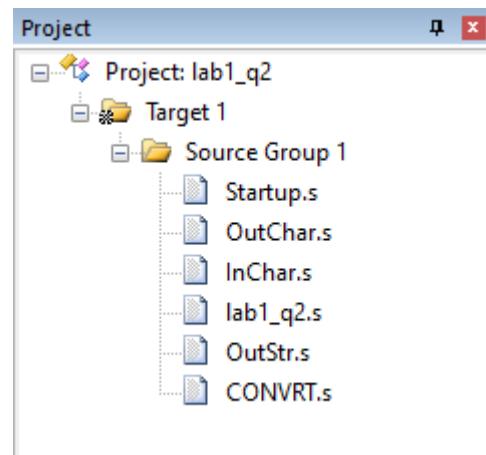 Project
Project: lab1_q2
Target 1
Source Group 1
Startup.s
OutChar.s
InChar.s
lab1_q2.s
OutStr.s
CONVRT.s